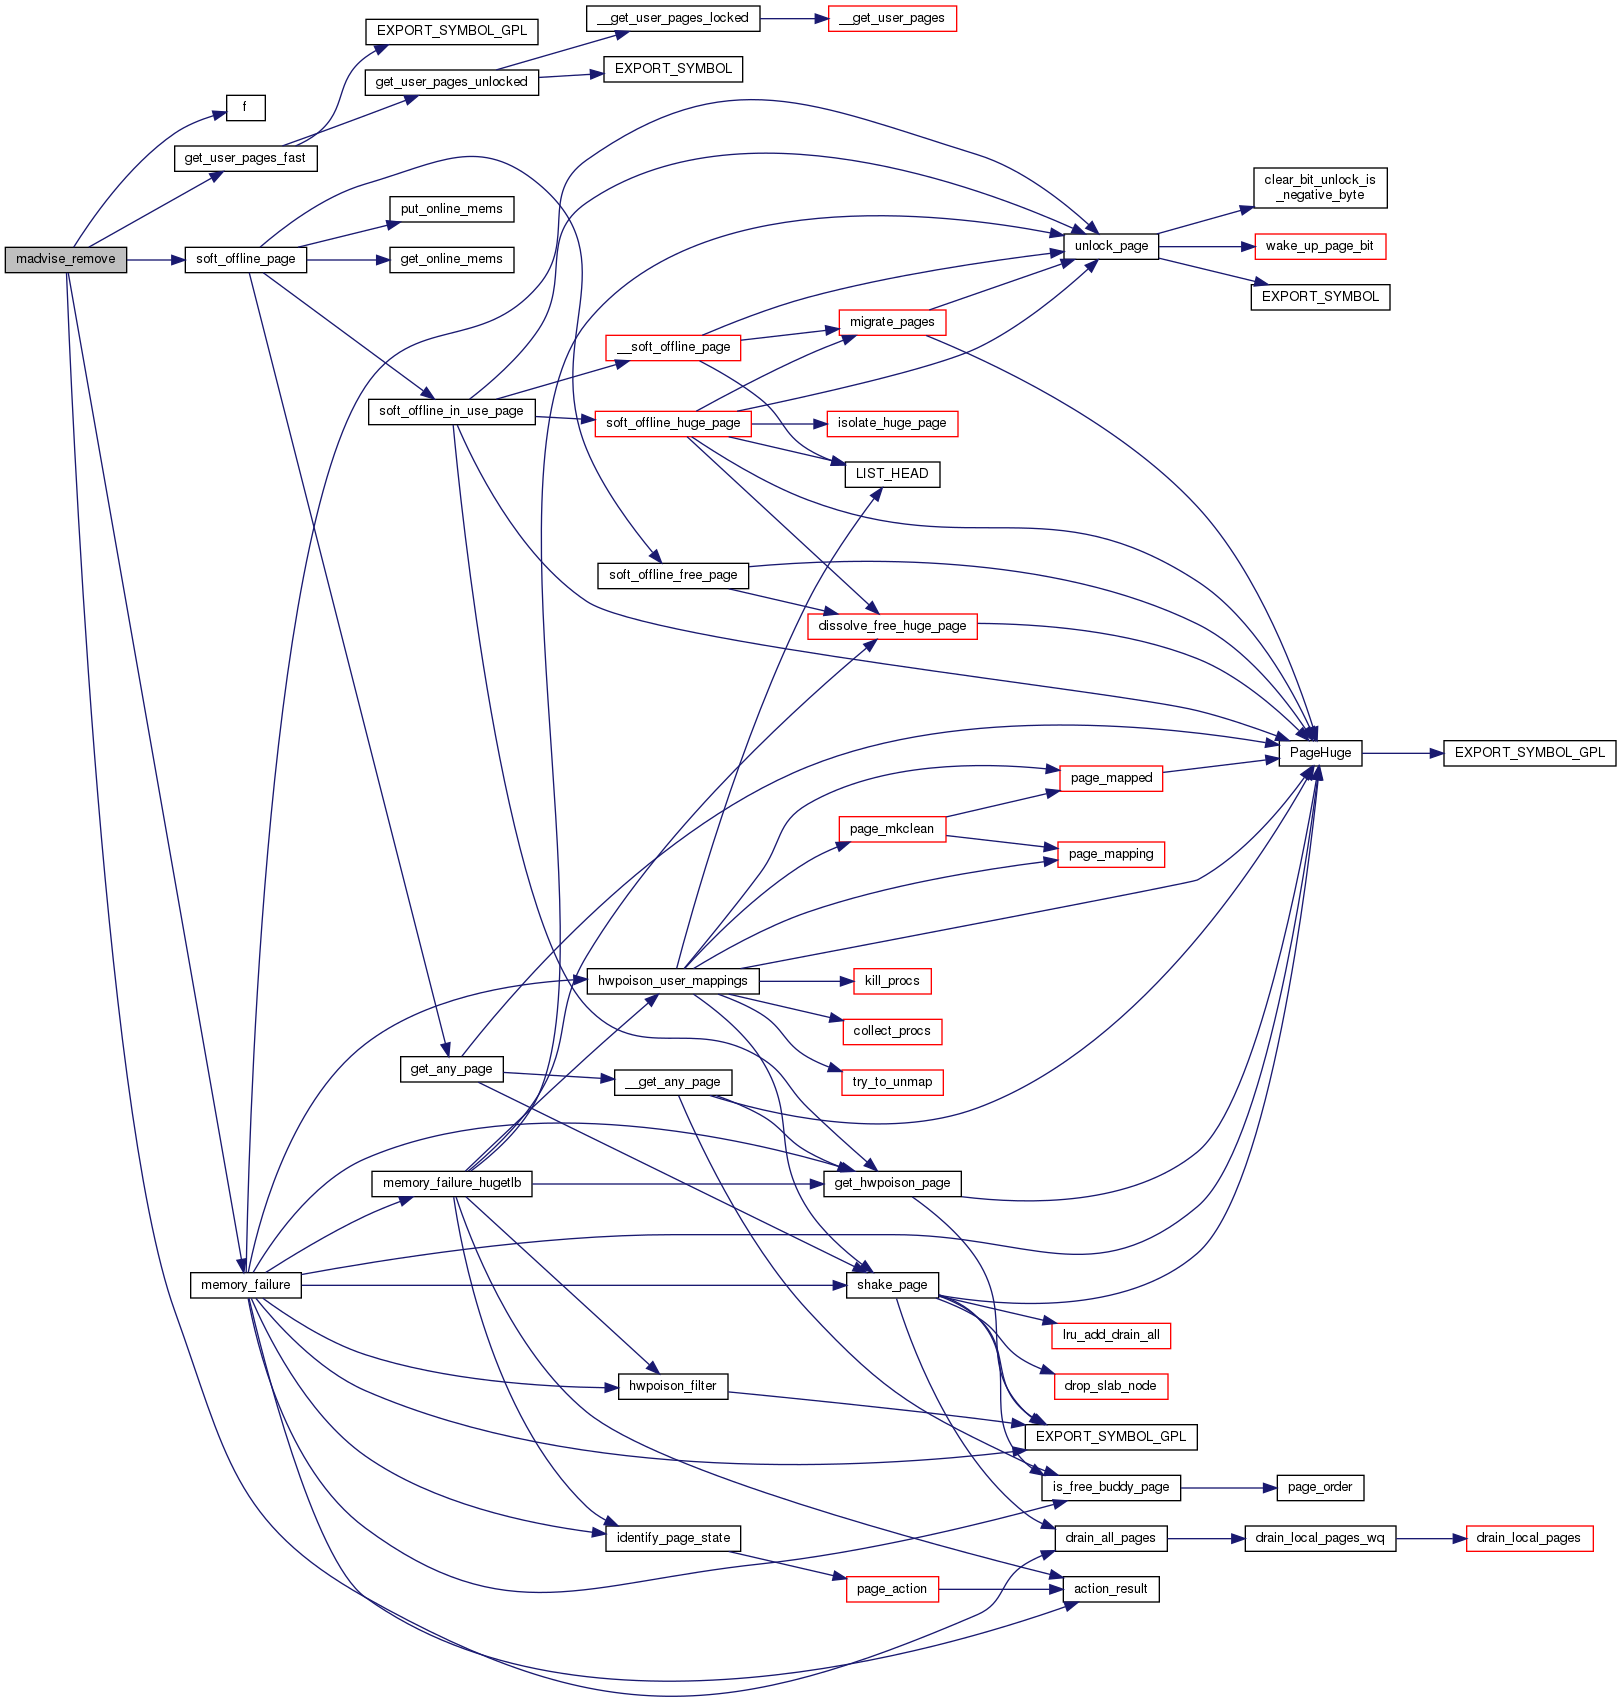 __get_user_pages_locked
__get_user_pages
EXPORT_SYMBOL_GPL
get_user_pages_unlocked
EXPORT_SYMBOL
f
get_user_pages_fast
put_online_mems
clear_bit_unlock_is
_negative_byte
madvise_remove
soft_offline_page
get_online_mems
unlock_page
wake_up_page_bit
EXPORT_SYMBOL
migrate_pages
__soft_offline_page
soft_offline_in_use_page
soft_offline_huge_page
isolate_huge_page
LIST_HEAD
soft_offline_free_page
dissolve_free_huge_page
PageHuge
EXPORT_SYMBOL_GPL
page_mapped
page_mkclean
page_mapping
hwpoison_user_mappings
kill_procs
collect_procs
get_any_page
__get_any_page
try_to_unmap
memory_failure_hugetlb
get_hwpoison_page
memory_failure
shake_page
lru_add_drain_all
hwpoison_filter
drop_slab_node
EXPORT_SYMBOL_GPL
is_free_buddy_page
page_order
identify_page_state
drain_all_pages
drain_local_pages_wq
drain_local_pages
page_action
action_result